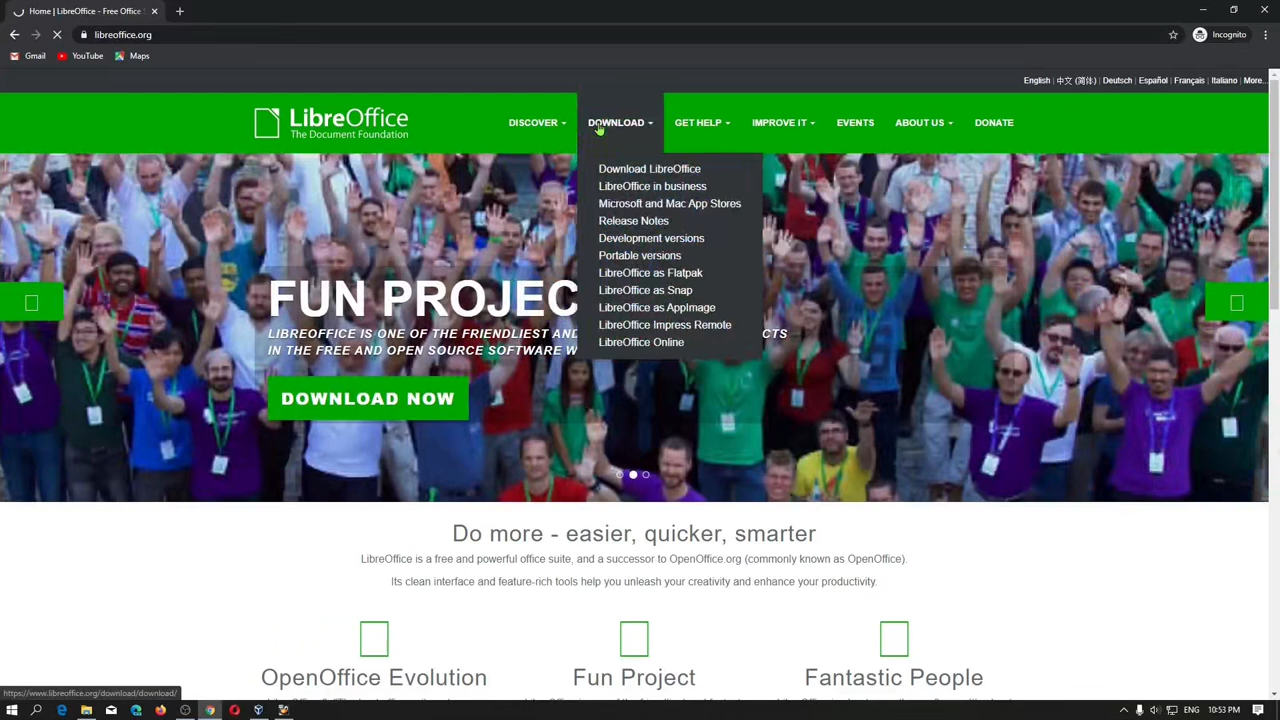 Home | LibreOffice - Free Office S
libreoffice.org
Incognito
Gmail
YouTube
Maps
English | 中文 (简体) | Deutsch | Español | Français | Italiano | More...
LibreOffice
The Document Foundation
DISCOVER
DOWNLOAD
GET HELP
IMPROVE IT
EVENTS
ABOUT US
DONATE
Download LibreOffice
LibreOffice in business
Microsoft and Mac App Stores
Release Notes
Development versions
Portable versions
LibreOffice as Flatpak
LibreOffice as Snap
LibreOffice as AppImage
LibreOffice Impress Remote
LibreOffice Online
FUN PROJEC
LIBREOFFICE IS ONE OF THE FRIENDLIEST AND CTS
IN THE FREE AND OPEN SOURCE SOFTWARE W
DOWNLOAD NOW
Do more - easier, quicker, smarter
LibreOffice is a free and powerful office suite, and a successor to OpenOffice.org (commonly known as OpenOffice).
Its clean interface and feature-rich tools help you unleash your creativity and enhance your productivity.
OpenOffice Evolution
Fun Project
Fantastic People
https://www.libreoffice.org/download/download/
ENG
10:53 PM